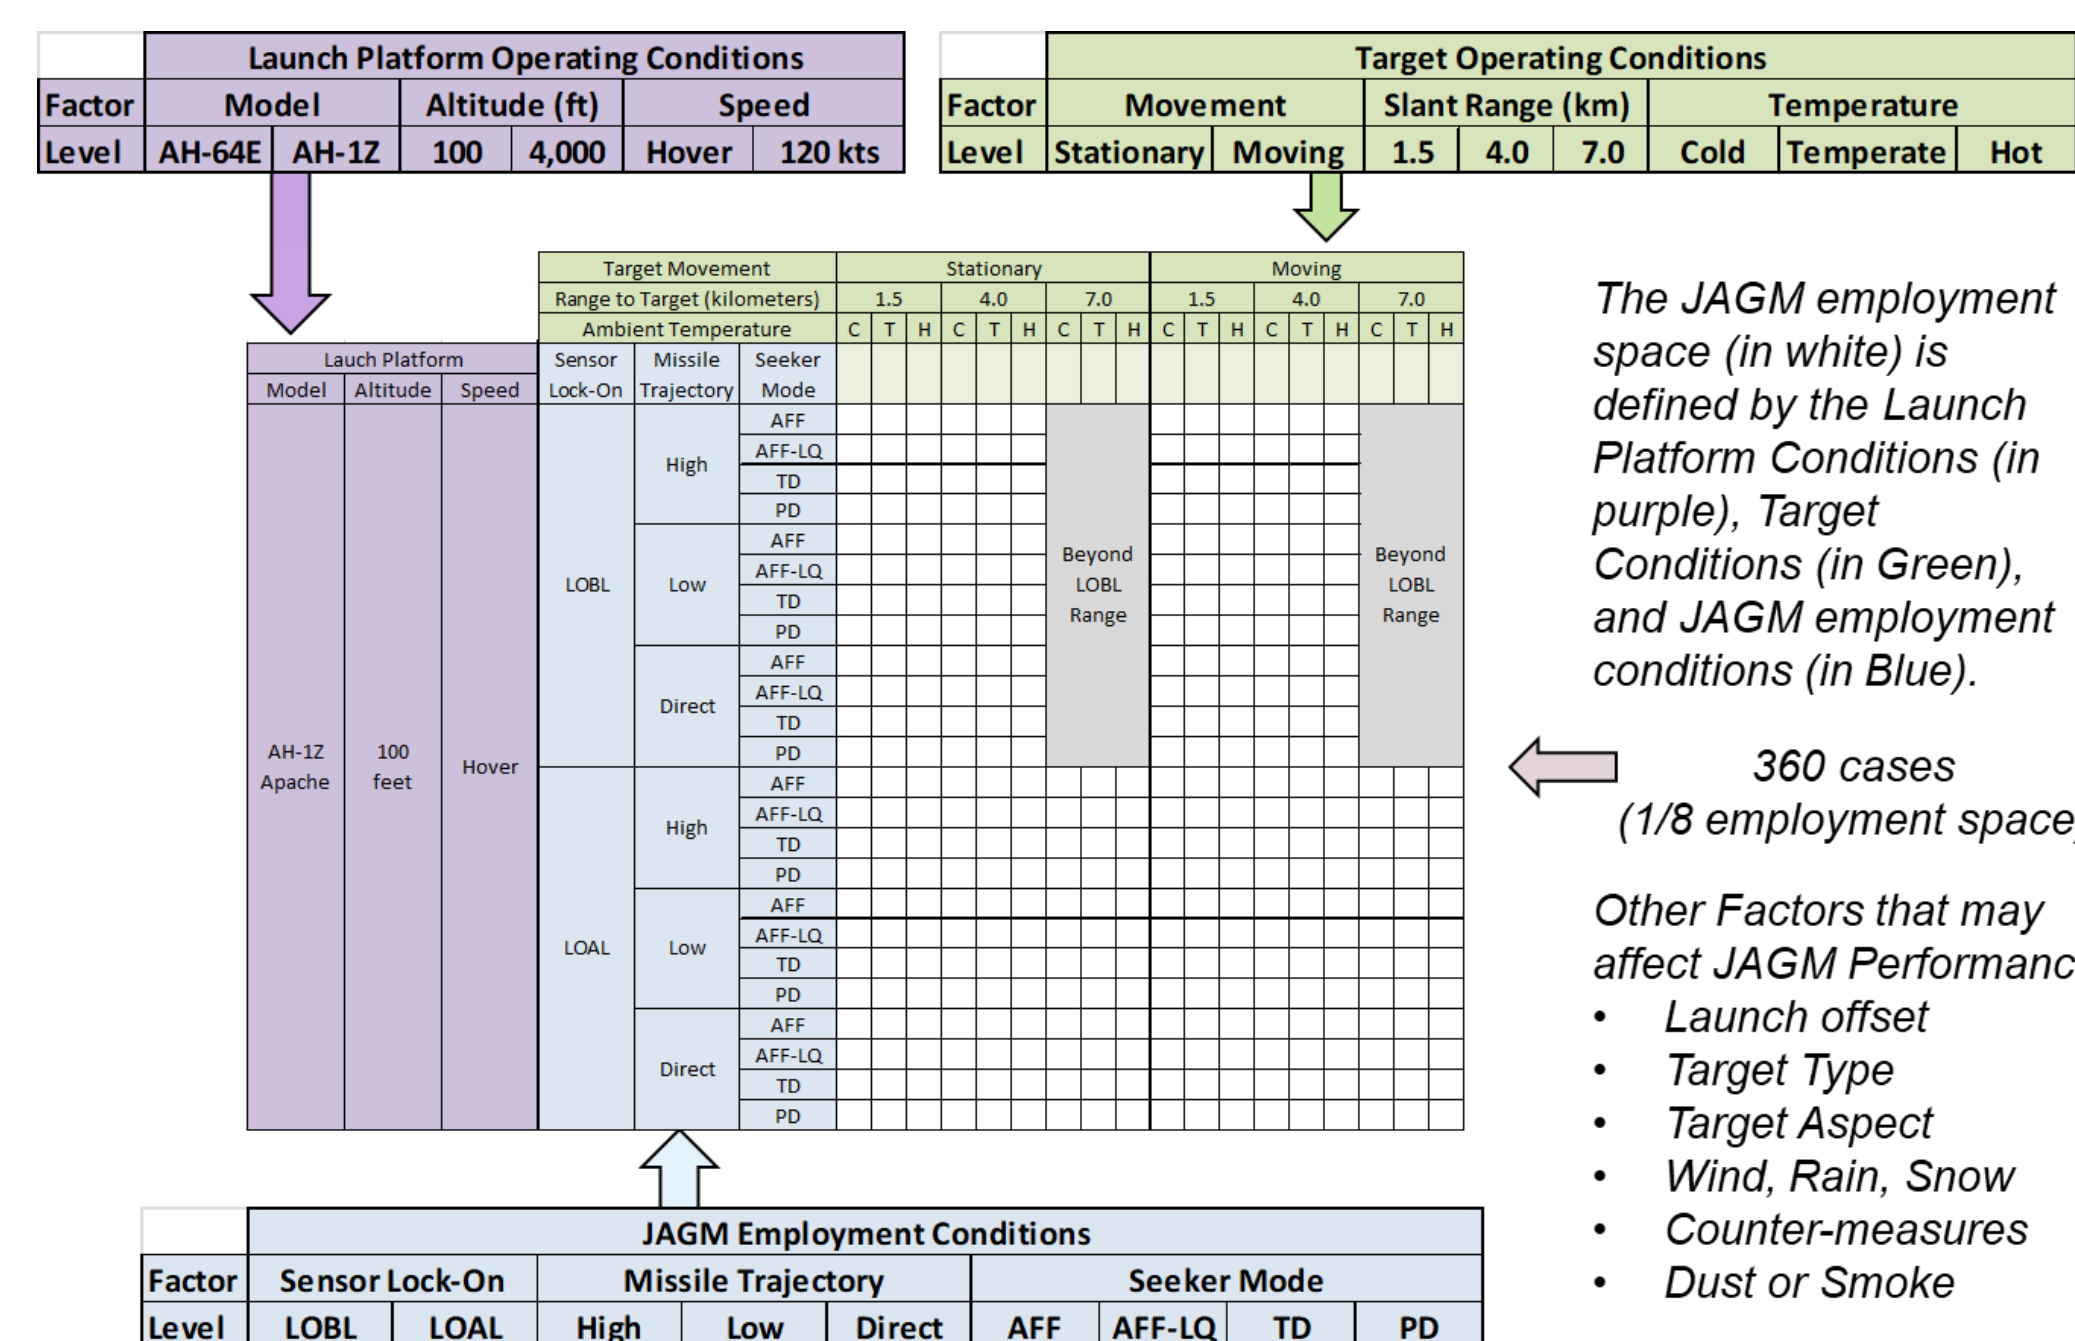 Launch Platform Operating Conditions
Factor Model Altitude (ft) Speed
Level AH-64E AH-1Z 100 4,000 Hover 120 kts
Target Operating Conditions
Factor Movement Slant Range (km) Temperature
Level Stationary Moving 1.5 4.0 7.0 Cold Temperate Hot
Target Movement Stationary Moving
Range to Target (kilometers) 1.5 4.0 7.0 1.5 4.0 7.0
Ambient Temperature C T H C T H C T H C T H C T H C T H
Lauch Platform Sensor Missile Seeker
Model Altitude Speed Lock-On Trajectory Mode
AFF
AFF-LQ
High
TD
PD
AFF
Beyond Beyond
AFF-LQ
LOBL Low LOBL LOBL
TD
Range Range
PD
AFF
AFF-LQ
Direct
TD
PD
AH-1Z 100
Apache feet
Hover
AFF
AFF-LQ
High
TD
PD
AFF
AFF-LQ
LOAL Low
TD
PD
AFF
AFF-LQ
Direct
TD
PD
The JAGM employment
space (in white) is
defined by the Launch
Platform Conditions (in
purple), Target
Conditions (in Green),
and JAGM employment
conditions (in Blue).
360 cases
(1/8 employment space)
Other Factors that may
affect JAGM Performanc
• Launch offset
• Target Type
• Target Aspect
• Wind, Rain, Snow
• Counter-measures
• Dust or Smoke
JAGM Employment Conditions
Factor Sensor Lock-On Missile Trajectory Seeker Mode
Level LOBL LOAL High Low Direct AFF AFF-LQ TD PD